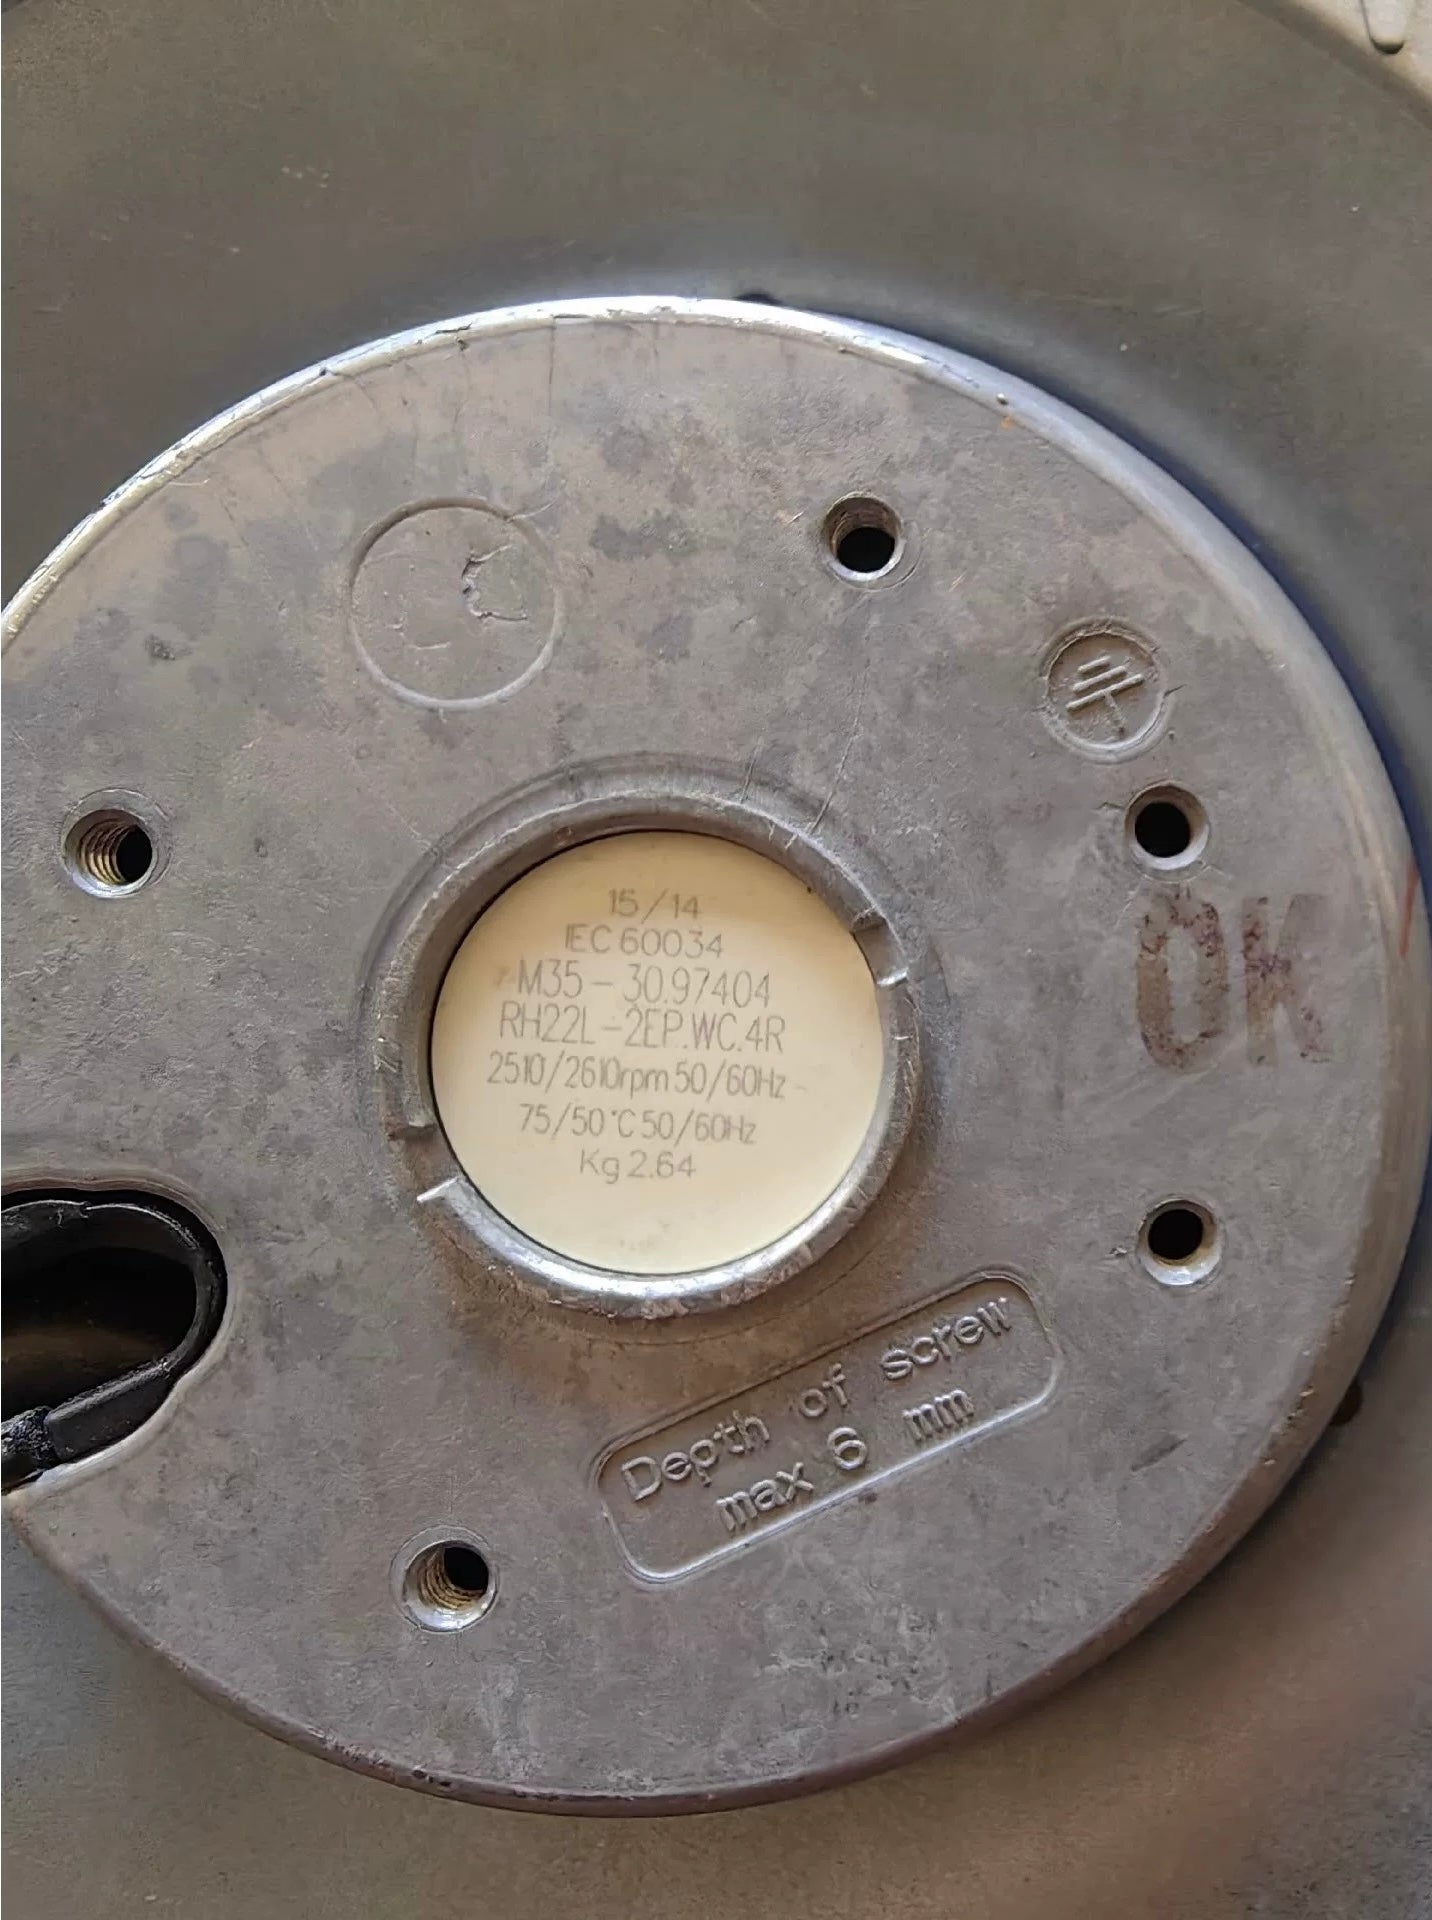 15/14
IEC 60034
M35-30.97404
RH22L-2EP.WC.4R
2510/2610rpm 50/60Hz
75/50°C 50/60Hz
Kg 2.64
OK
Depth of screw
max 6 mm